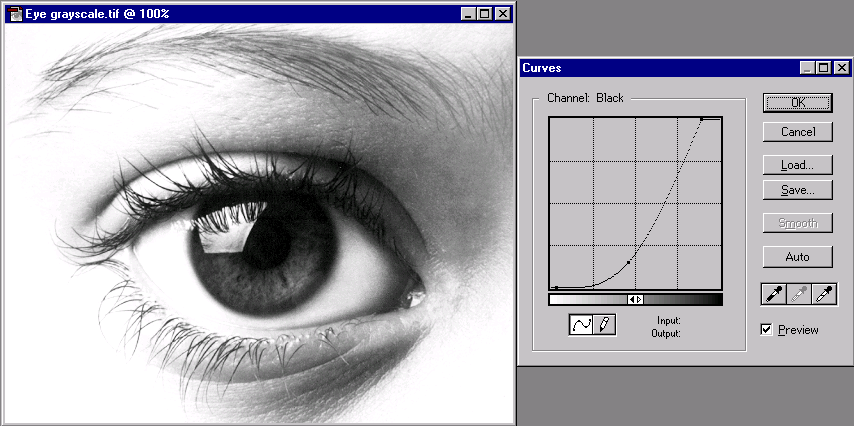 Eye grayscale.tif @ 100%
Curves
Channel: Black
OK
Cancel
Load...
Save...
Smooth
Auto
Input:
Output:
Preview